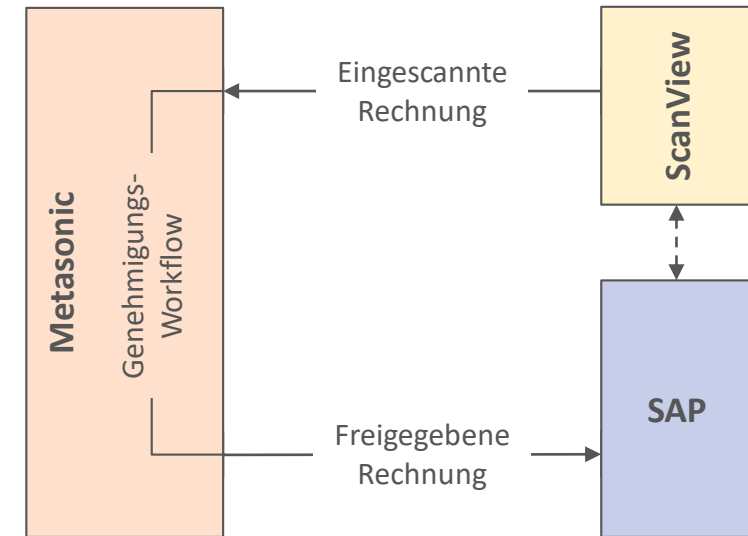 Metasonic
Genehmigungs-
Workflow
Eingescannte
Rechnung
ScanView
Freigegebene
Rechnung
SAP